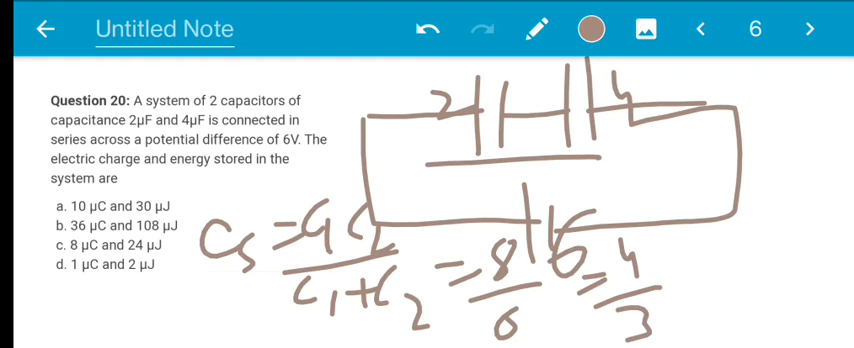 Untitled Note
6
Question 20: A system of 2 capacitors of
capacitance 2μF and 4μF is connected in
series across a potential difference of 6V. The
electric charge and energy stored in the
system are
a. 10 μC and 30 μJ
b. 36 μC and 108 μJ
c. 8 μC and 24 μJ
d. 1 μC and 2 μJ
2 4
6
Cs = C1 C2 / C1 + C2 = 8 / 6 = 4 / 3